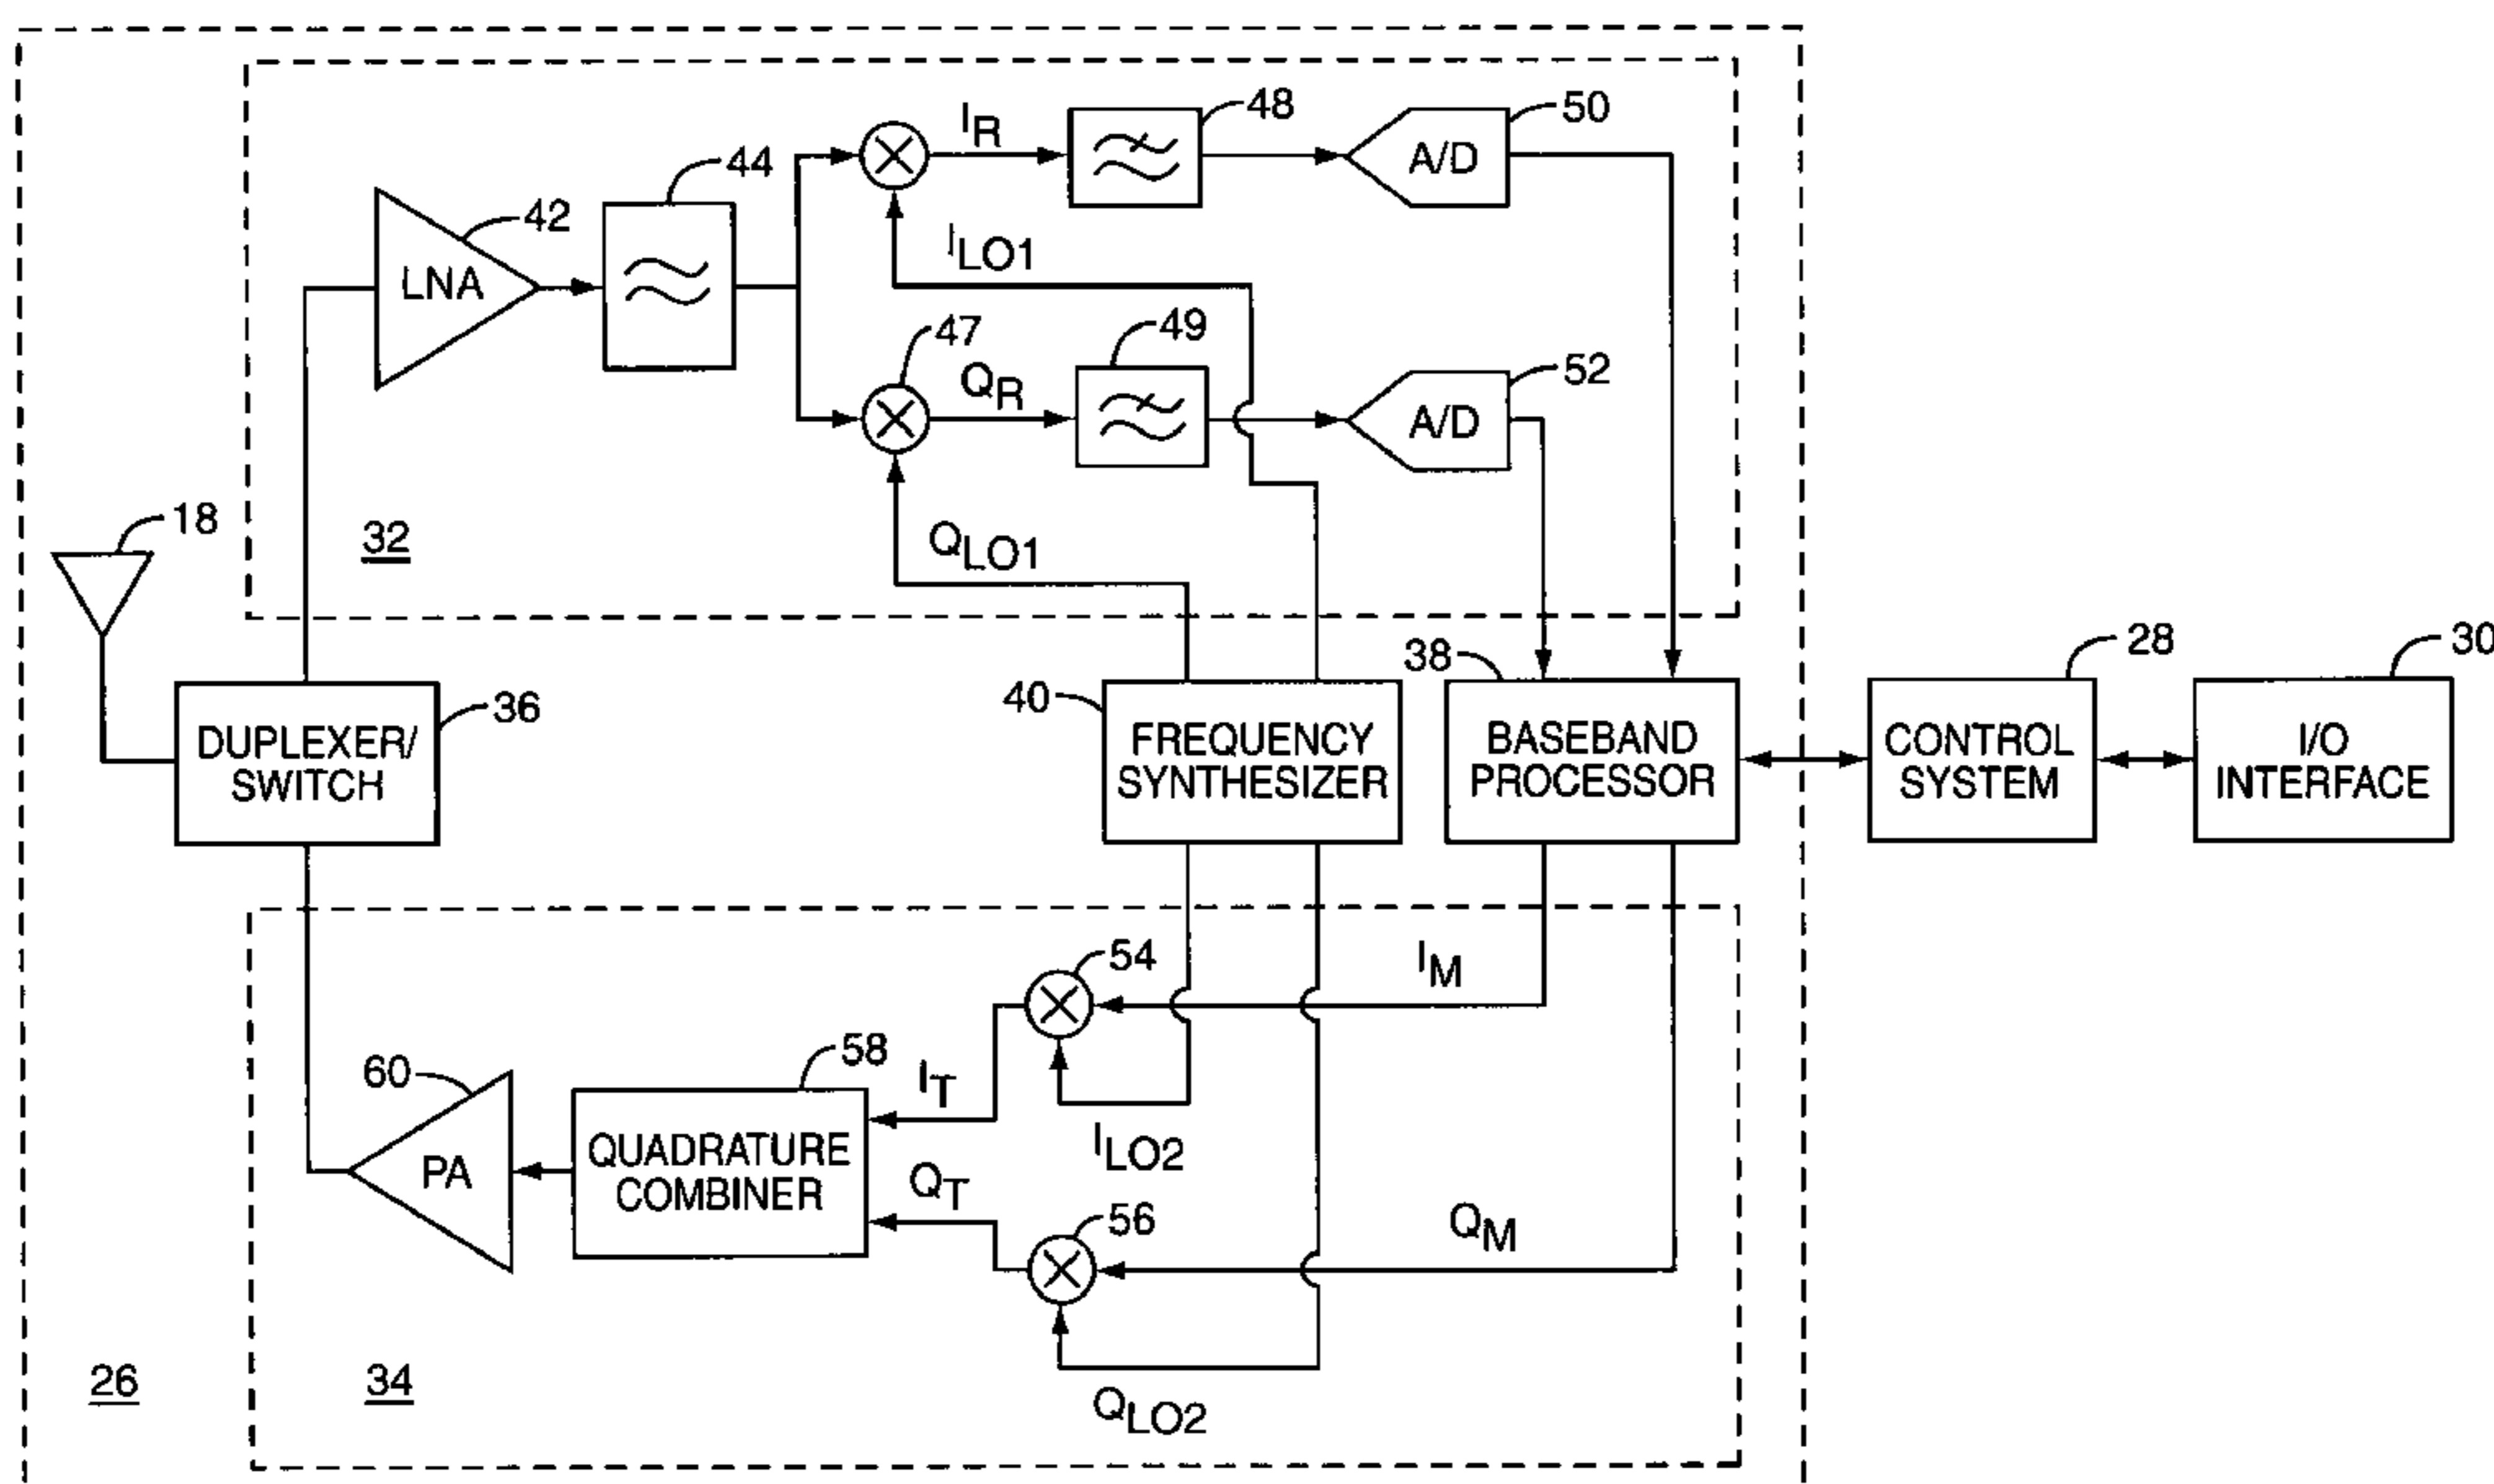 48
50
I_R
A/D
44
42
LNA
I_LO1
47
49
52
Q_R
A/D
18
32
Q_LO1
28
30
38
40
36
DUPLEXER/
SWITCH
FREQUENCY
SYNTHESIZER
BASEBAND
PROCESSOR
CONTROL
SYSTEM
I/O
INTERFACE
54
I_M
58
60
I_T
QUADRATURE
COMBINER
PA
I_LO2
Q_T
56
Q_M
26
34
Q_LO2